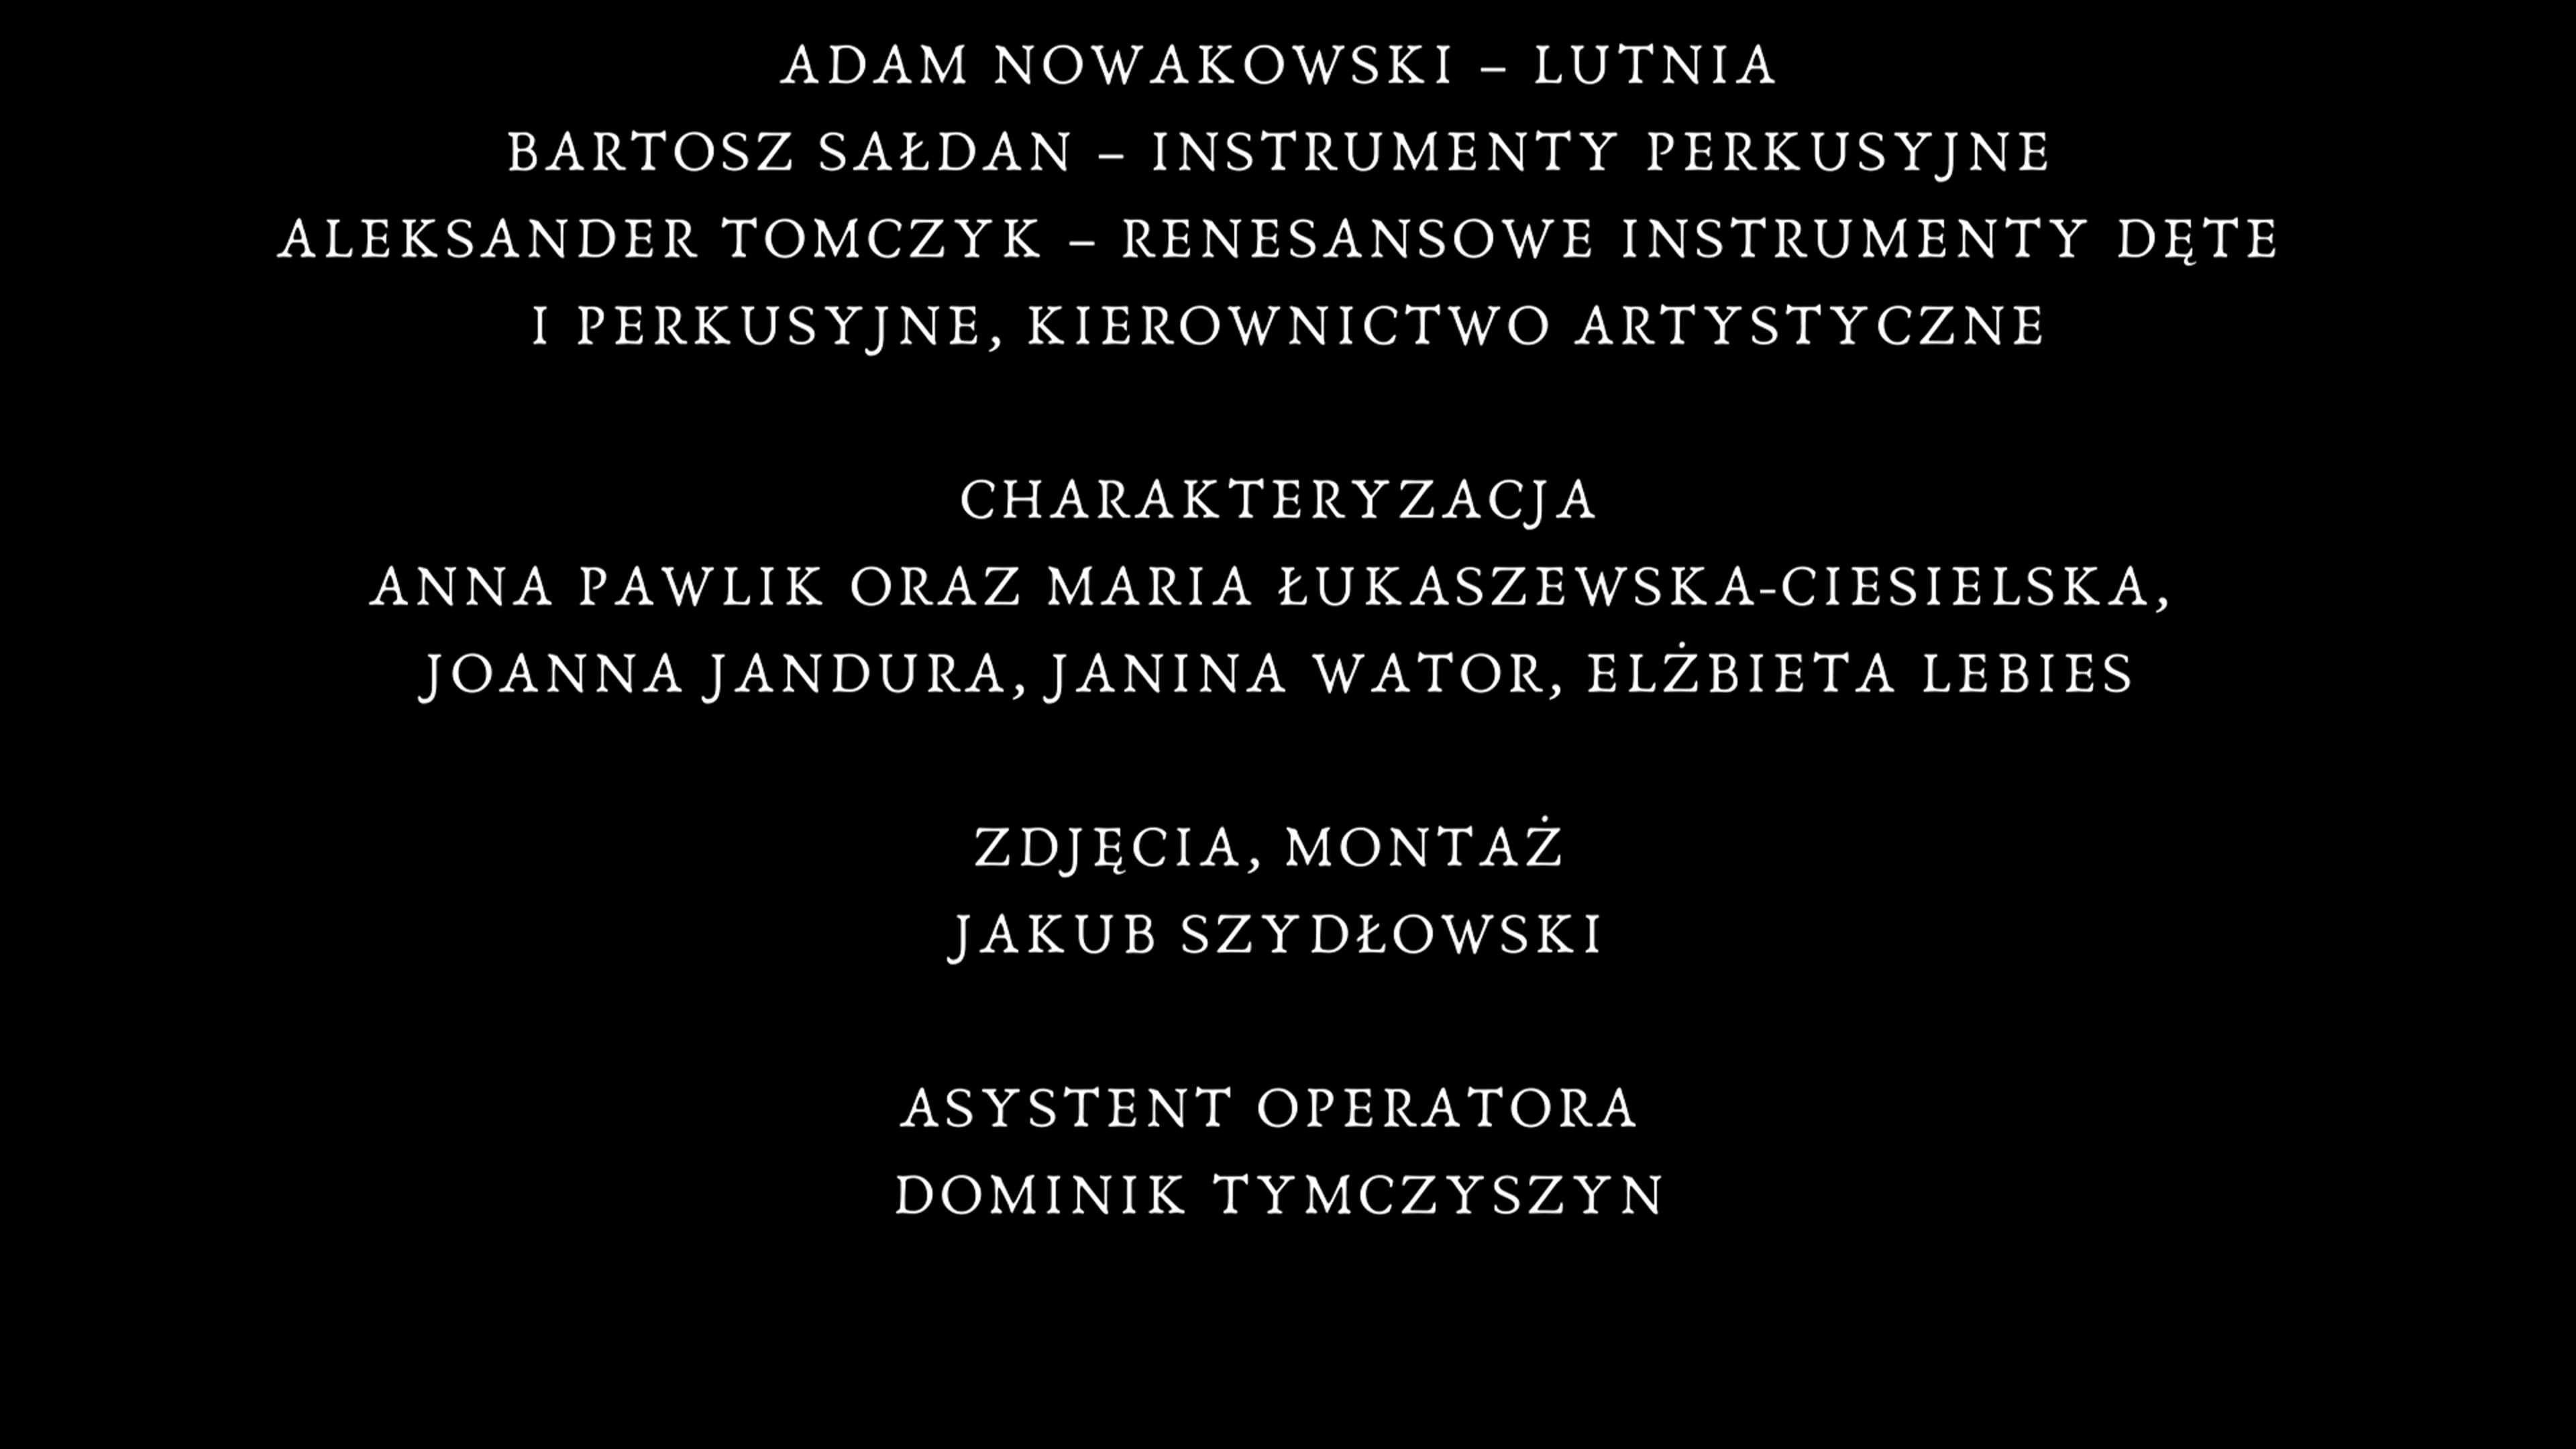 ADAM NOWAKOWSKI – LUTNIA
BARTOSZ SAŁDAN – INSTRUMENTY PERKUSYJNE
ALEKSANDER TOMCZYK – RENESANSOWE INSTRUMENTY DĘTE
I PERKUSYJNE, KIEROWNICTWO ARTYSTYCZNE
CHARAKTERYZACJA
ANNA PAWLIK ORAZ MARIA ŁUKASZEWSKA-CIESIELSKA,
JOANNA JANDURA, JANINA WATOR, ELŻBIETA LEBIES
ZDJĘCIA, MONTAŻ
JAKUB SZYDŁOWSKI
ASYSTENT OPERATORA
DOMINIK TYMCZYSZYN